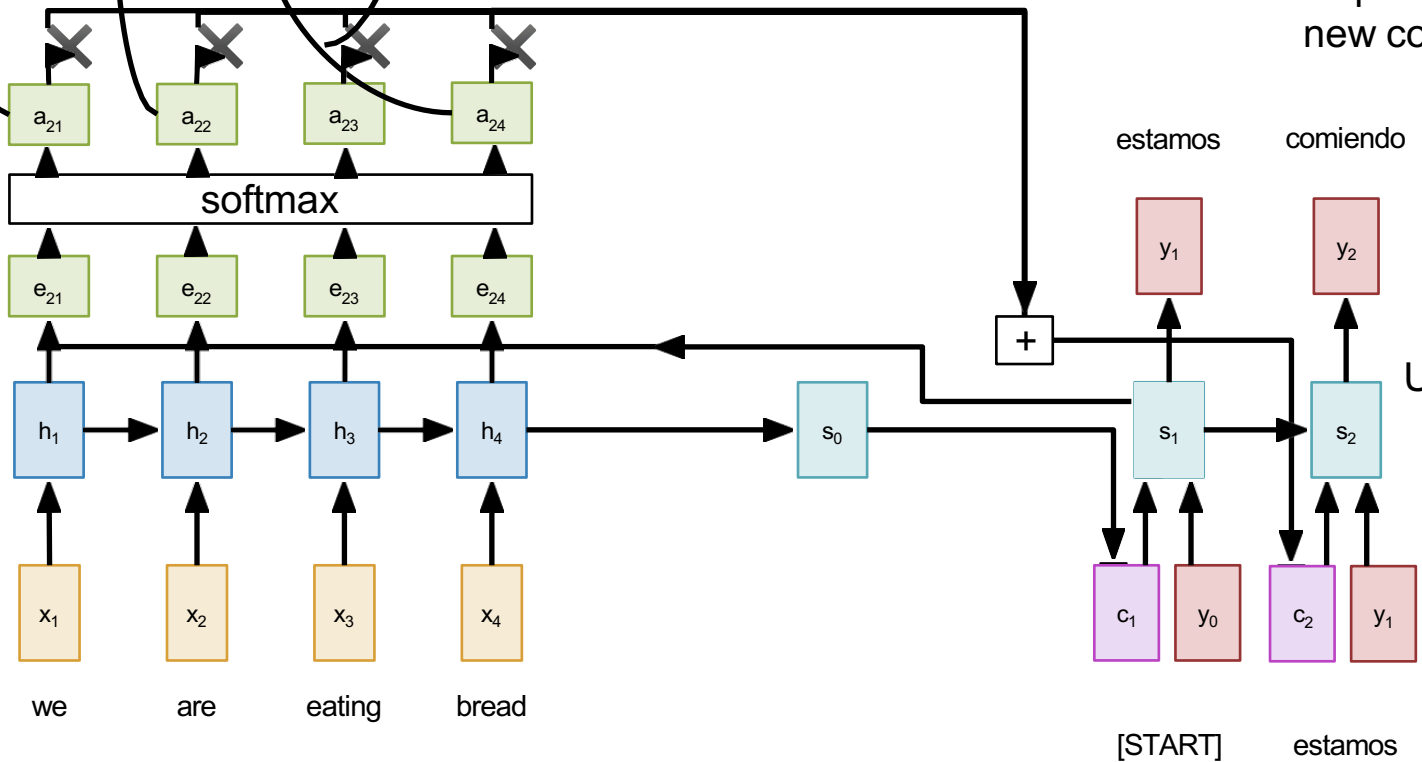 new co
a21 a22 a23 a24
estamos comiendo
softmax
y1 y2
e21 e22 e23 e24
+
U
h1 h2 h3 h4 s0 s1 s2
x1 x2 x3 x4 c1 y0 c2 y1
we are eating bread
[START] estamos